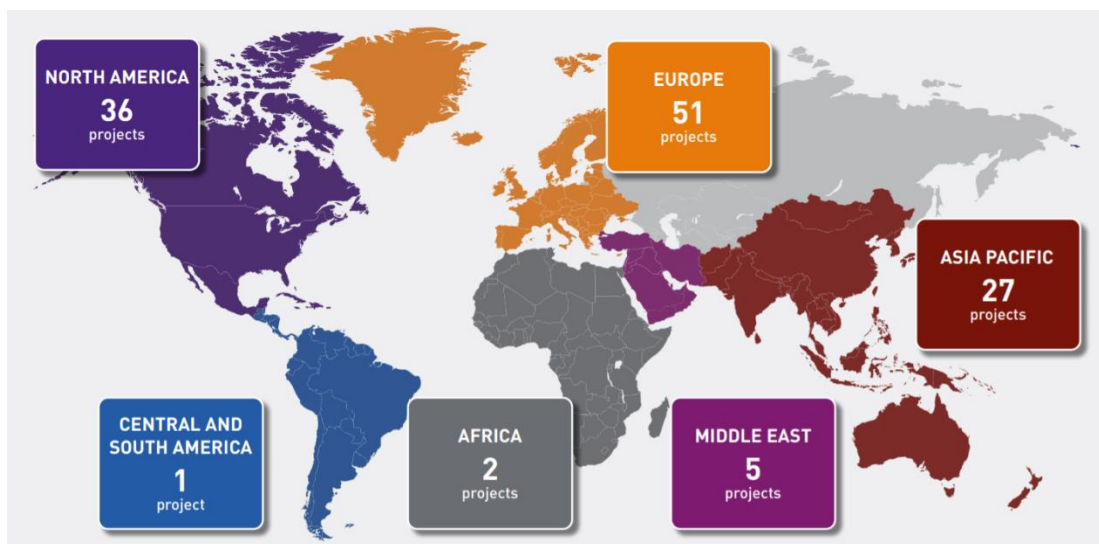 NORTH AMERICA
36
projects
EUROPE
51
projects
ASIA PACIFIC
27
projects
CENTRAL AND
SOUTH AMERICA
1
project
AFRICA
2
projects
MIDDLE EAST
5
projects